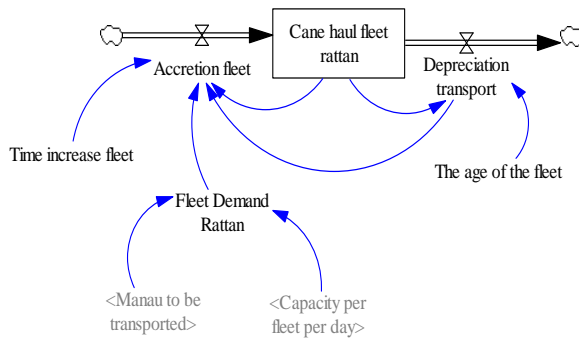 Cane haul fleet
rattan
Accretion fleet
Depreciation
transport
Time increase fleet
The age of the fleet
Fleet Demand
Rattan
<Manau to be
transported>
<Capacity per
fleet per day>